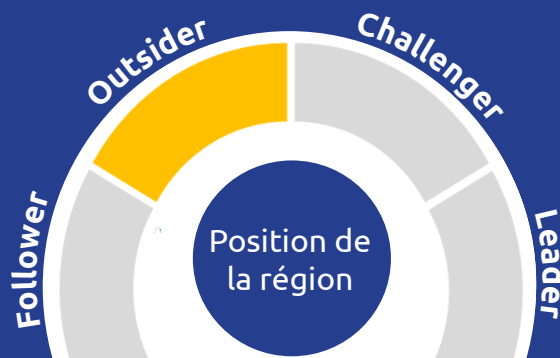 Outsider
Challenger
Follower
Leader
Position de
la région